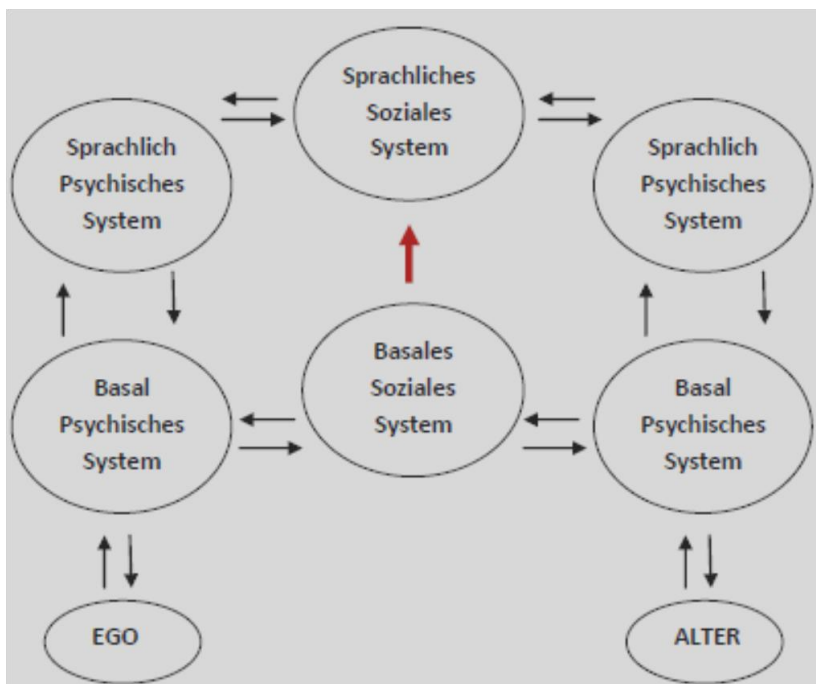 Sprachliches
Soziales
System
Sprachlich
Psychisches
System
Sprachlich
Psychisches
System
Basales
Soziales
System
Basal
Psychisches
System
Basal
Psychisches
System
EGO
ALTER